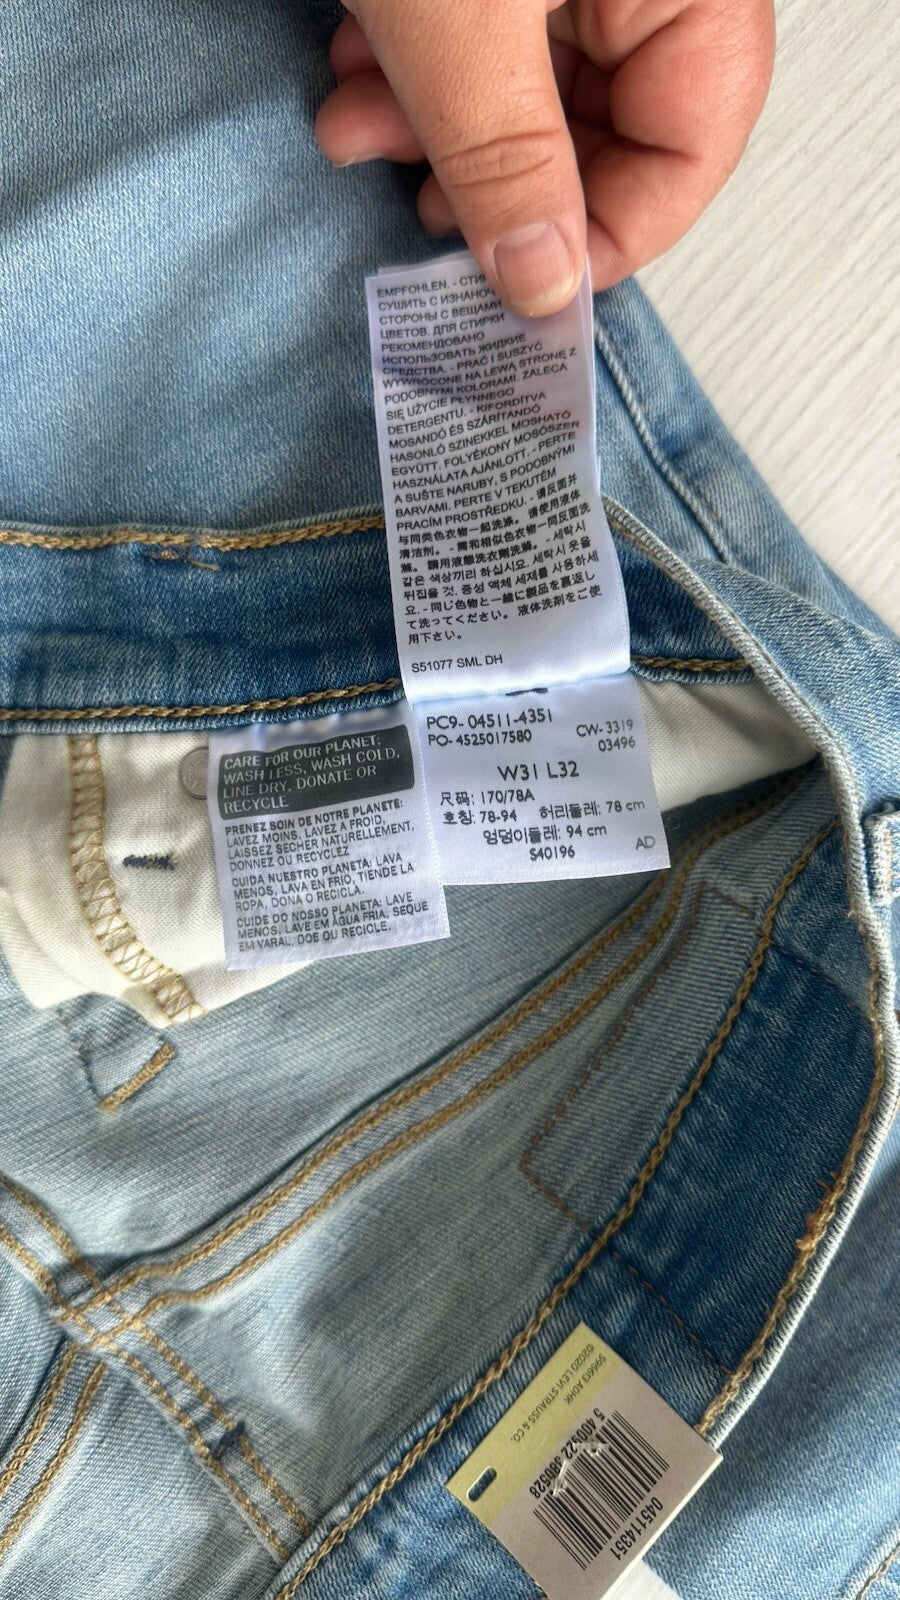 EMPFOHLEN. - СТИ
СУШИТЬ С ИЗНАНОЧ
СТОРОНЫ С ВЕЩАМИ
ЦВЕТОВ. ДЛЯ СТИРКИ
РЕКОМЕНДОВАНО
ИСПОЛЬЗОВАТЬ ЖИДКИЕ
СРЕДСТВА. - PRAĆ I SUSZYĆ
WYWRÓCONE NA LEWĄ STRONĘ Z
PODOBNYMI KOLORAMI. ZALECA
SIĘ UŻYCIE PŁYNNEGO
DETERGENTU. - KIFORDÍTVA
MOSANDÓ ÉS SZÁRÍTANDÓ
HASONLÓ SZINEKKEL MOSHATÓ
EGYÜTT. FOLYÉKONY MOSÓSZER
HASZNÁLATA AJÁNLOTT. - PERTE
A SUŠTE NARUBY, S PODOBNÝMI
BARVAMI. PERTE V TEKUTÉM
PRACÍM PROSTŘEDKU. - 请反面并
与同类色衣物一起洗涤。请使用液体
清洁剂。 - 需和相似色衣物一同反面洗
滌。 請用液態洗衣劑洗滌。 - 세탁시
같은 색상끼리 하십시요. 세탁시 옷을
뒤집을 것. 중성 액체 세제를 사용하세
요. - 同じ色物と一緒に製品を裏返し
て洗ってください。液体洗剤をご使
用下さい。
S51077 SML DH
PC9- 04511-4351
PO- 4525017580
CW- 3319
03496
W31 L32
尺码: 170/78A
호칭: 78-94 허리둘레: 78 cm
엉덩이둘레: 94 cm
S40196
AD
CARE FOR OUR PLANET:
WASH LESS, WASH COLD,
LINE DRY, DONATE OR
RECYCLE
PRENEZ SOIN DE NOTRE PLANETE:
LAVEZ MOINS, LAVEZ A FROID,
LAISSEZ SECHER NATURELLEMENT,
DONNEZ OU RECYCLEZ
CUIDA NUESTRO PLANETA: LAVA
MENOS, LAVA EN FRIO, TIENDE LA
ROPA, DONA O RECICLA.
CUIDE DO NOSSO PLANETA: LAVE
MENOS, LAVE EM ÁGUA FRIA, SEQUE
EM VARAL, DOE OU RECICLE.
596613 ADHK
©2020 LEVI STRAUSS & CO.
045114351